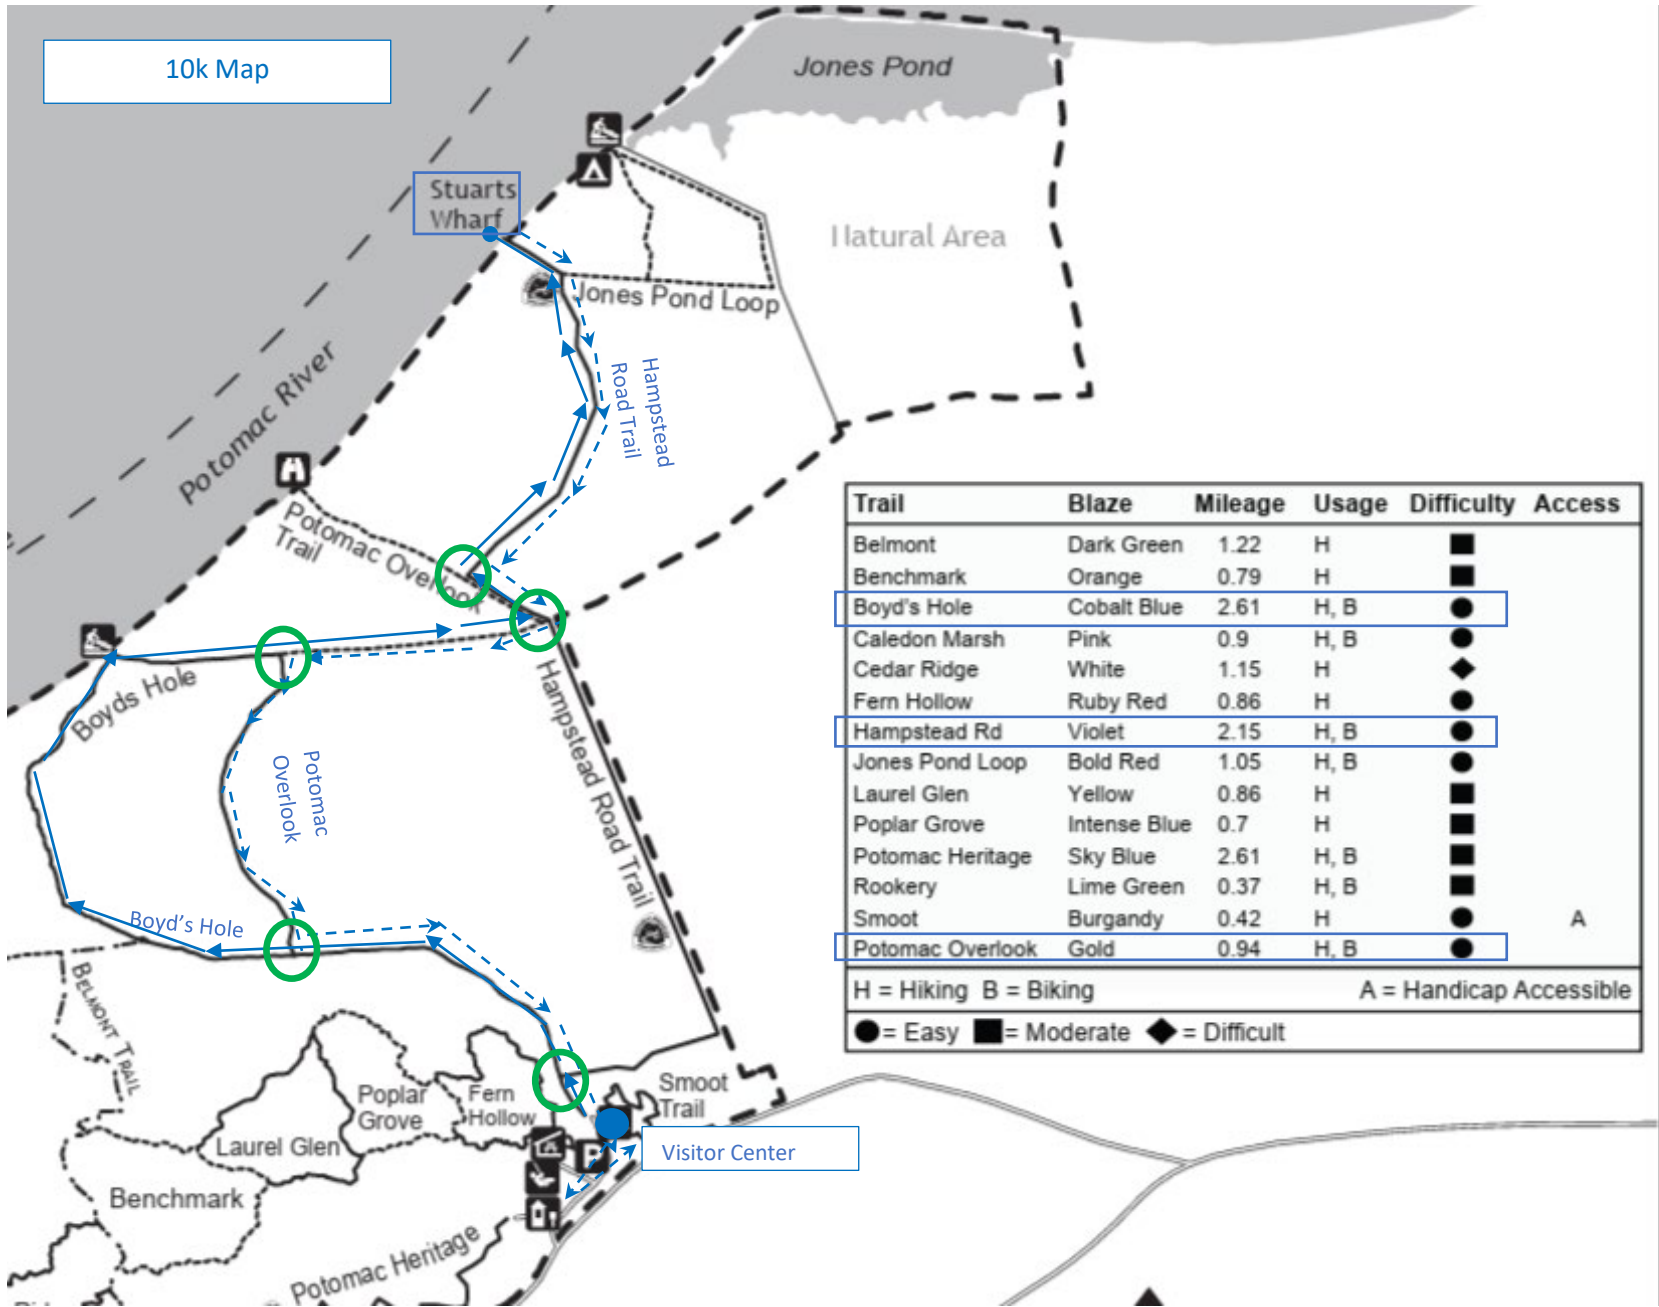 10k Map
Jones Pond
Stuarts
Wharf
Natural Area
Jones Pond Loop
Potomac River
Hampstead
Road Trail
Potomac Overlook
Trail
Boyds Hole
Hampstead Road Trail
Potomac
Overlook
Boyd's Hole
BELMONT TRAIL
Poplar
Grove
Fern
Hollow
Smoot
Trail
Laurel Glen
P
Visitor Center
Benchmark
Potomac Heritage
Trail Blaze Mileage Usage Difficulty Access
Belmont Dark Green 1.22 H
Benchmark Orange 0.79 H
Boyd's Hole Cobalt Blue 2.61 H, B
Caledon Marsh Pink 0.9 H, B
Cedar Ridge White 1.15 H
Fern Hollow Ruby Red 0.86 H
Hampstead Rd Violet 2.15 H, B
Jones Pond Loop Bold Red 1.05 H, B
Laurel Glen Yellow 0.86 H
Poplar Grove Intense Blue 0.7 H
Potomac Heritage Sky Blue 2.61 H, B
Rookery Lime Green 0.37 H, B
Smoot Burgandy 0.42 H A
Potomac Overlook Gold 0.94 H, B
H = Hiking B = Biking A = Handicap Accessible
= Easy = Moderate = Difficult